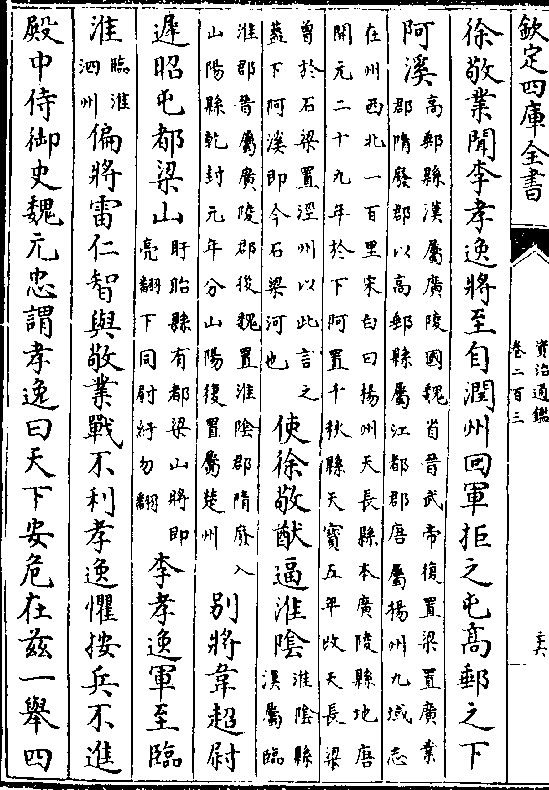 欽定四庫全書
資治通鑑
卷二百三
徐敬業聞李孝逸將至自潤州回軍拒之屯髙郵之下
阿溪
髙郵縣漢屬廣陵國魏省晉武帝復置梁置廣業
郡隋廢郡以高郵縣屬江都郡唐屬揚州九域志
在州西北一百里宋白曰揚州天長縣本廣陵縣地唐
開元二十九年於下阿置千秋縣天寶五年改天長梁
曾於石梁置涇州以此言之
葢下阿溪即今石梁河也
使徐敬猷逼淮陰
淮陰縣
漢屬臨
淮郡晉屬廣陵郡後魏置淮陰郡隋廢入
山陽縣乾封元年分山陽復置屬楚州
別將韋超尉
遲昭屯都梁山
盱眙縣有都梁山將即
亮翻下同尉紆勿翻
李孝逸軍至臨
淮
臨淮
泗州
偏將雷仁智與敬業戰不利孝逸懼按兵不進
殿中侍御史魏元忠謂孝逸曰天下安危在兹一舉四